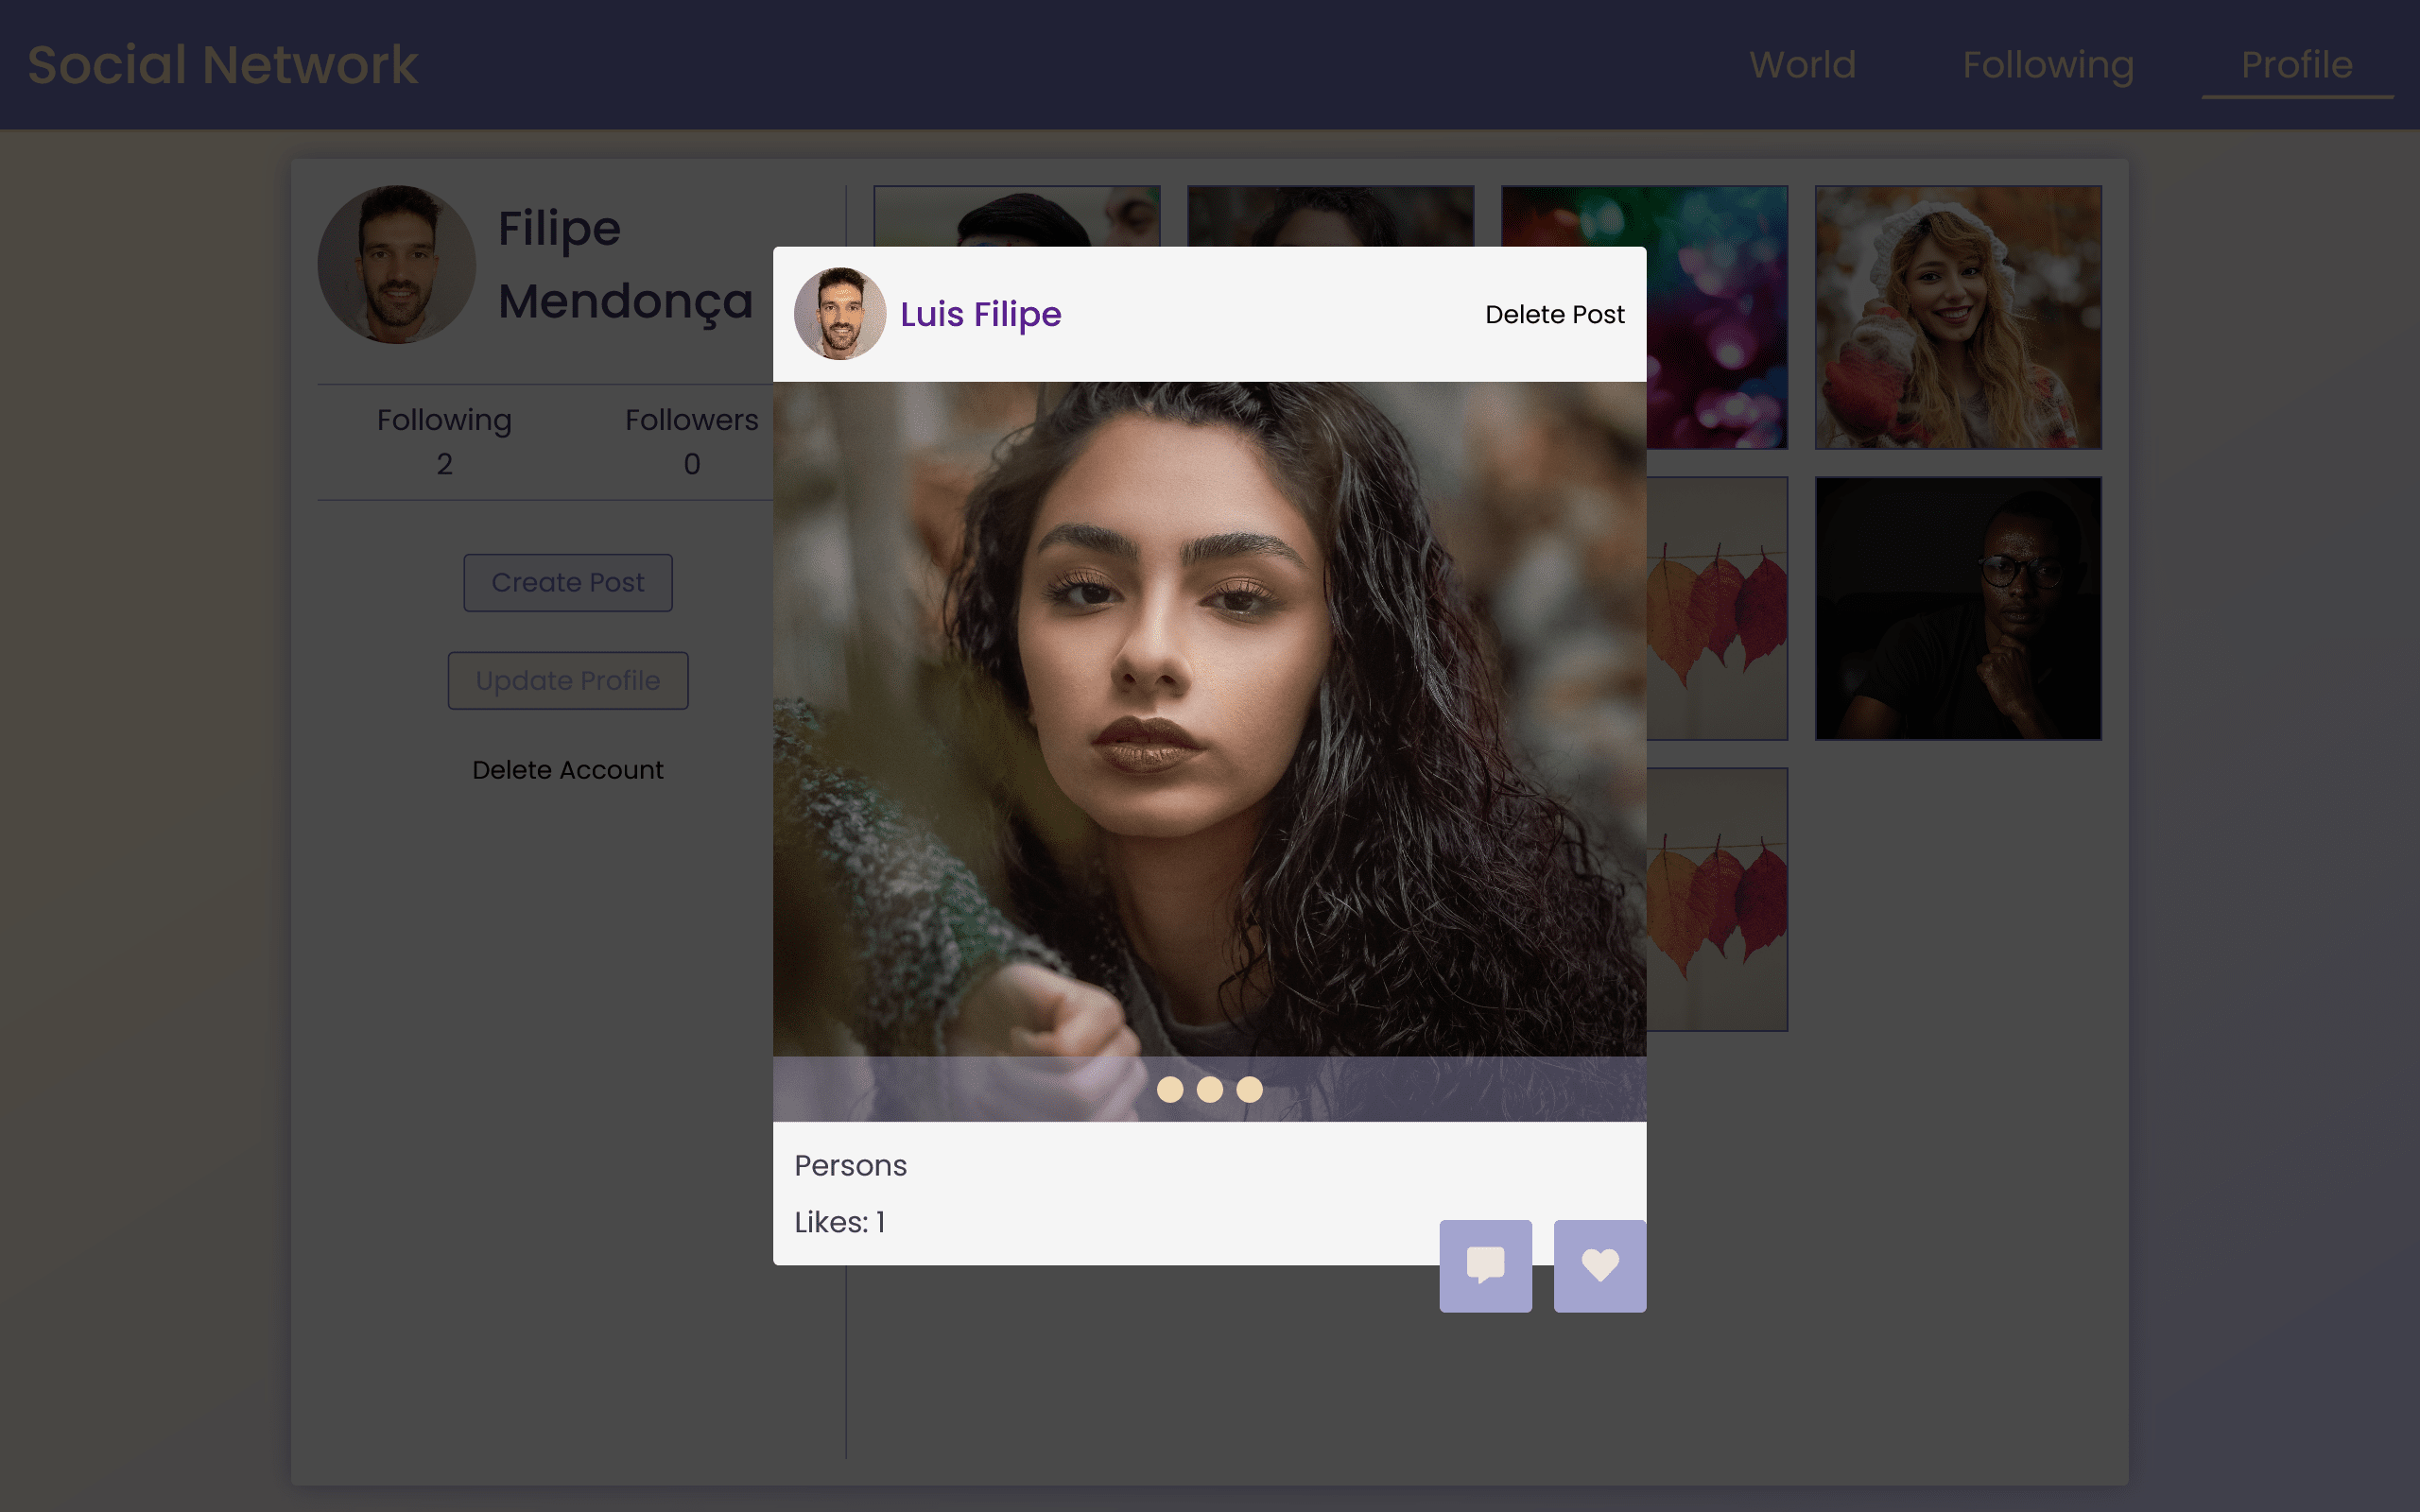 Social Network
World
Following
Profile
Filipe
Mendonça
Following
Followers
2
0
Create Post
Update Profile
Delete Account
Luis Filipe
Delete Post
Persons
Likes: 1